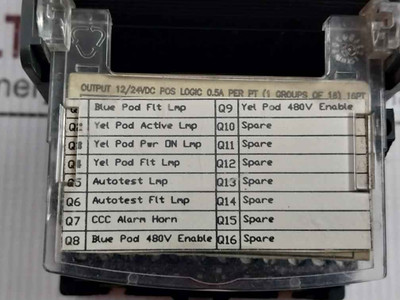 OUTPUT 12/24VDC POS LOGIC 0.5A PER PT (1 GROUPS OF 16) 16PT
Blue Pod Flt Lmp Q9 Yel Pod 480V Enable
Yel Pod Active Lmp Q10 Spare
Yel Pod Pwr ON Lmp Q11 Spare
Yel Pod Flt Lmp Q12 Spare
Q5 Autotest Lmp Q13 Spare
Q6 Autotest Flt Lmp Q14 Spare
Q7 CCC Alarm Horn Q15 Spare
Q8 Blue Pod 480V Enable Q16 Spare